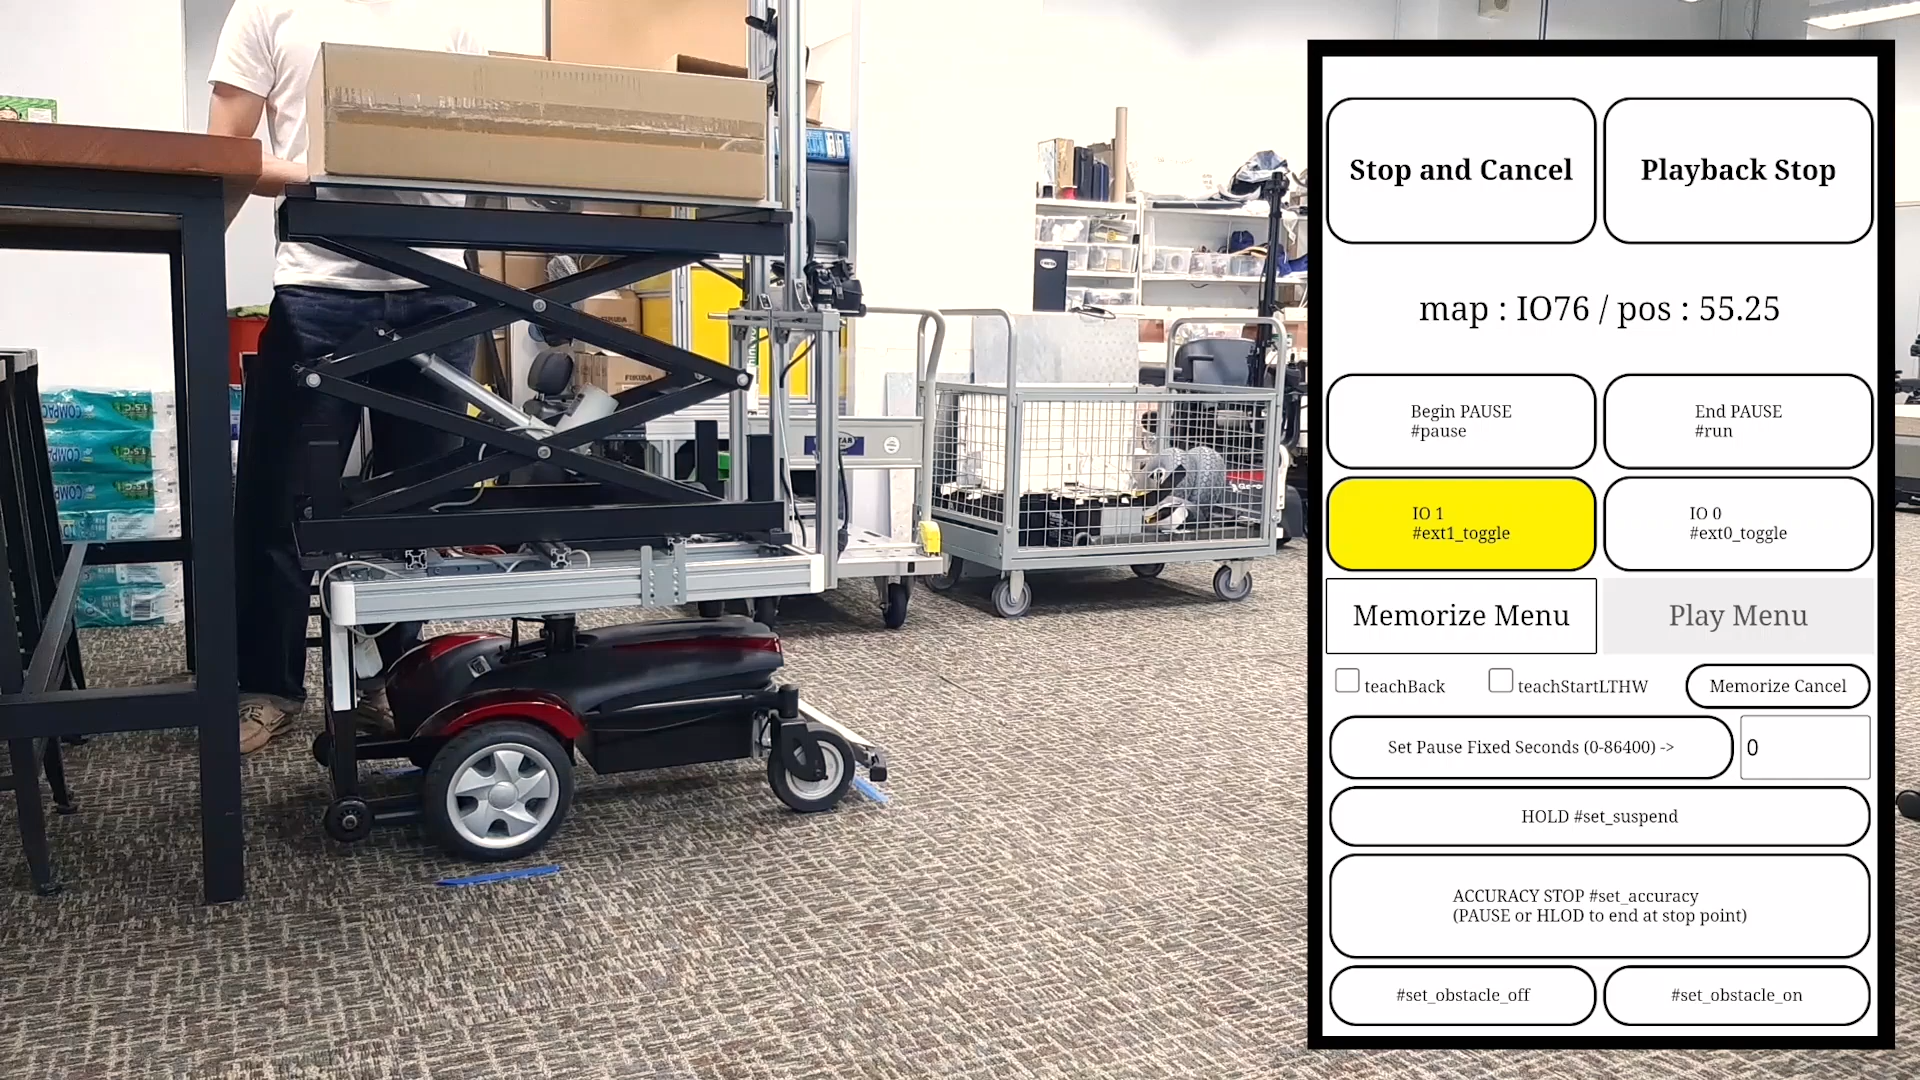 Stop and Cancel
Playback Stop
map : IO76 / pos : 55.25
Begin PAUSE
#pause
End PAUSE
#run
IO 1
#ext1_toggle
IO 0
#ext0_toggle
Memorize Menu
Play Menu
teachBack
teachStartLTHW
Memorize Cancel
Set Pause Fixed Seconds (0-86400) ->
0
HOLD #set_suspend
ACCURACY STOP #set_accuracy
(PAUSE or HLOD to end at stop point)
#set_obstacle_off
#set_obstacle_on